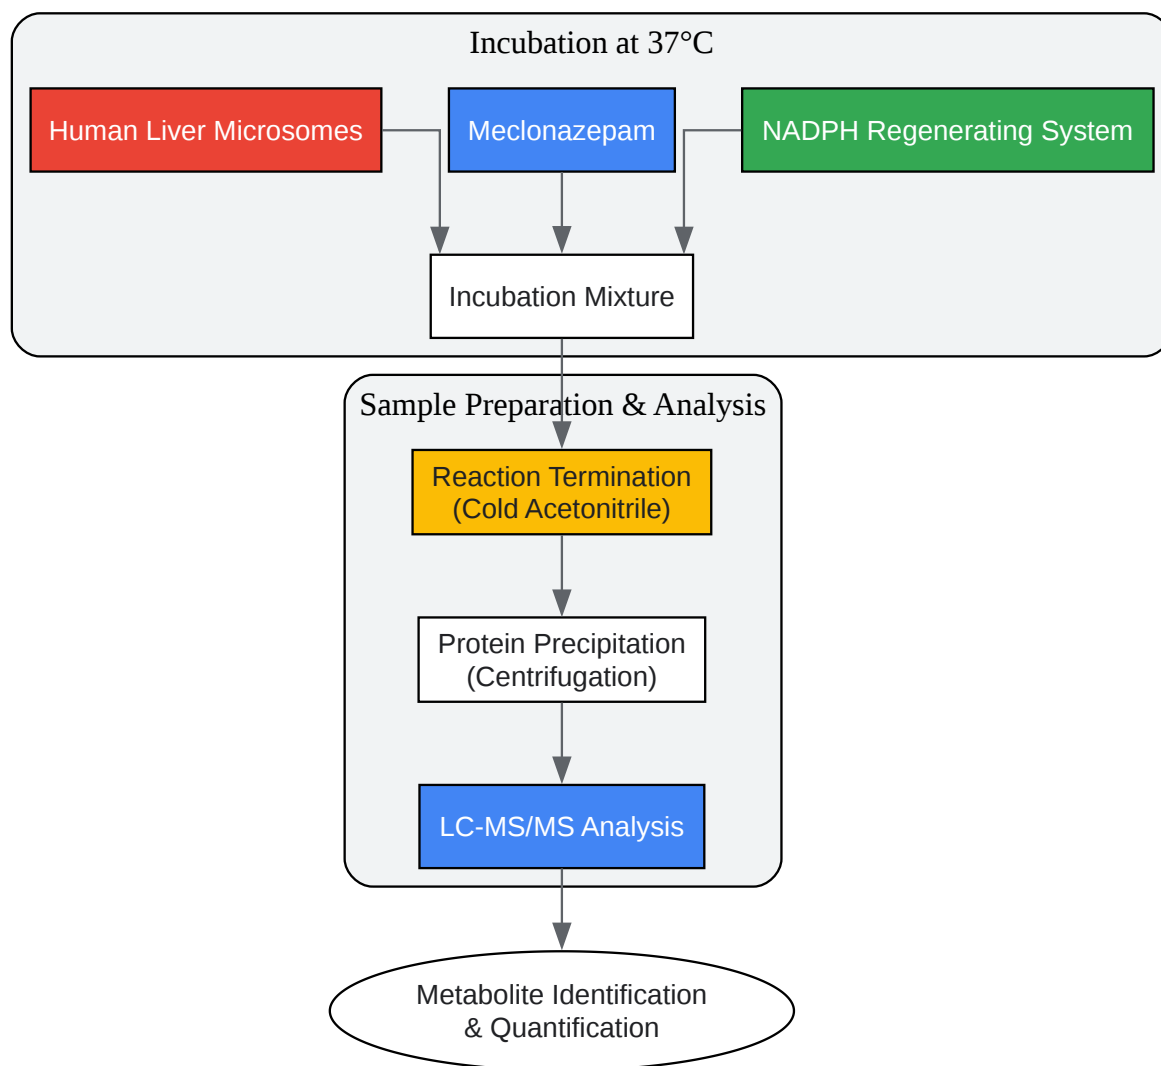 Incubation at 37°C
Human Liver Microsomes
Meclonazepam
NADPH Regenerating System
Incubation Mixture
Sample Preparation & Analysis
Reaction Termination
(Cold Acetonitrile)
Protein Precipitation
(Centrifugation)
LC-MS/MS Analysis
Metabolite Identification
& Quantification